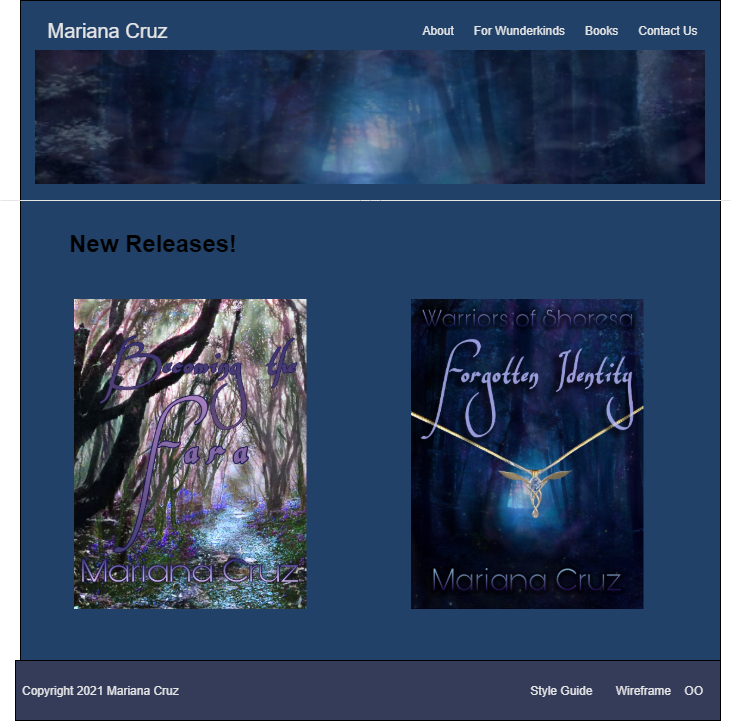 Mariana Cruz
About For Wunderkinds Books Contact Us
New Releases!
Becoming the
Fara
Mariana Cruz
Warriors of Shoresa
Forgotten Identity
Mariana Cruz
Copyright 2021 Mariana Cruz
Style Guide Wireframe OO